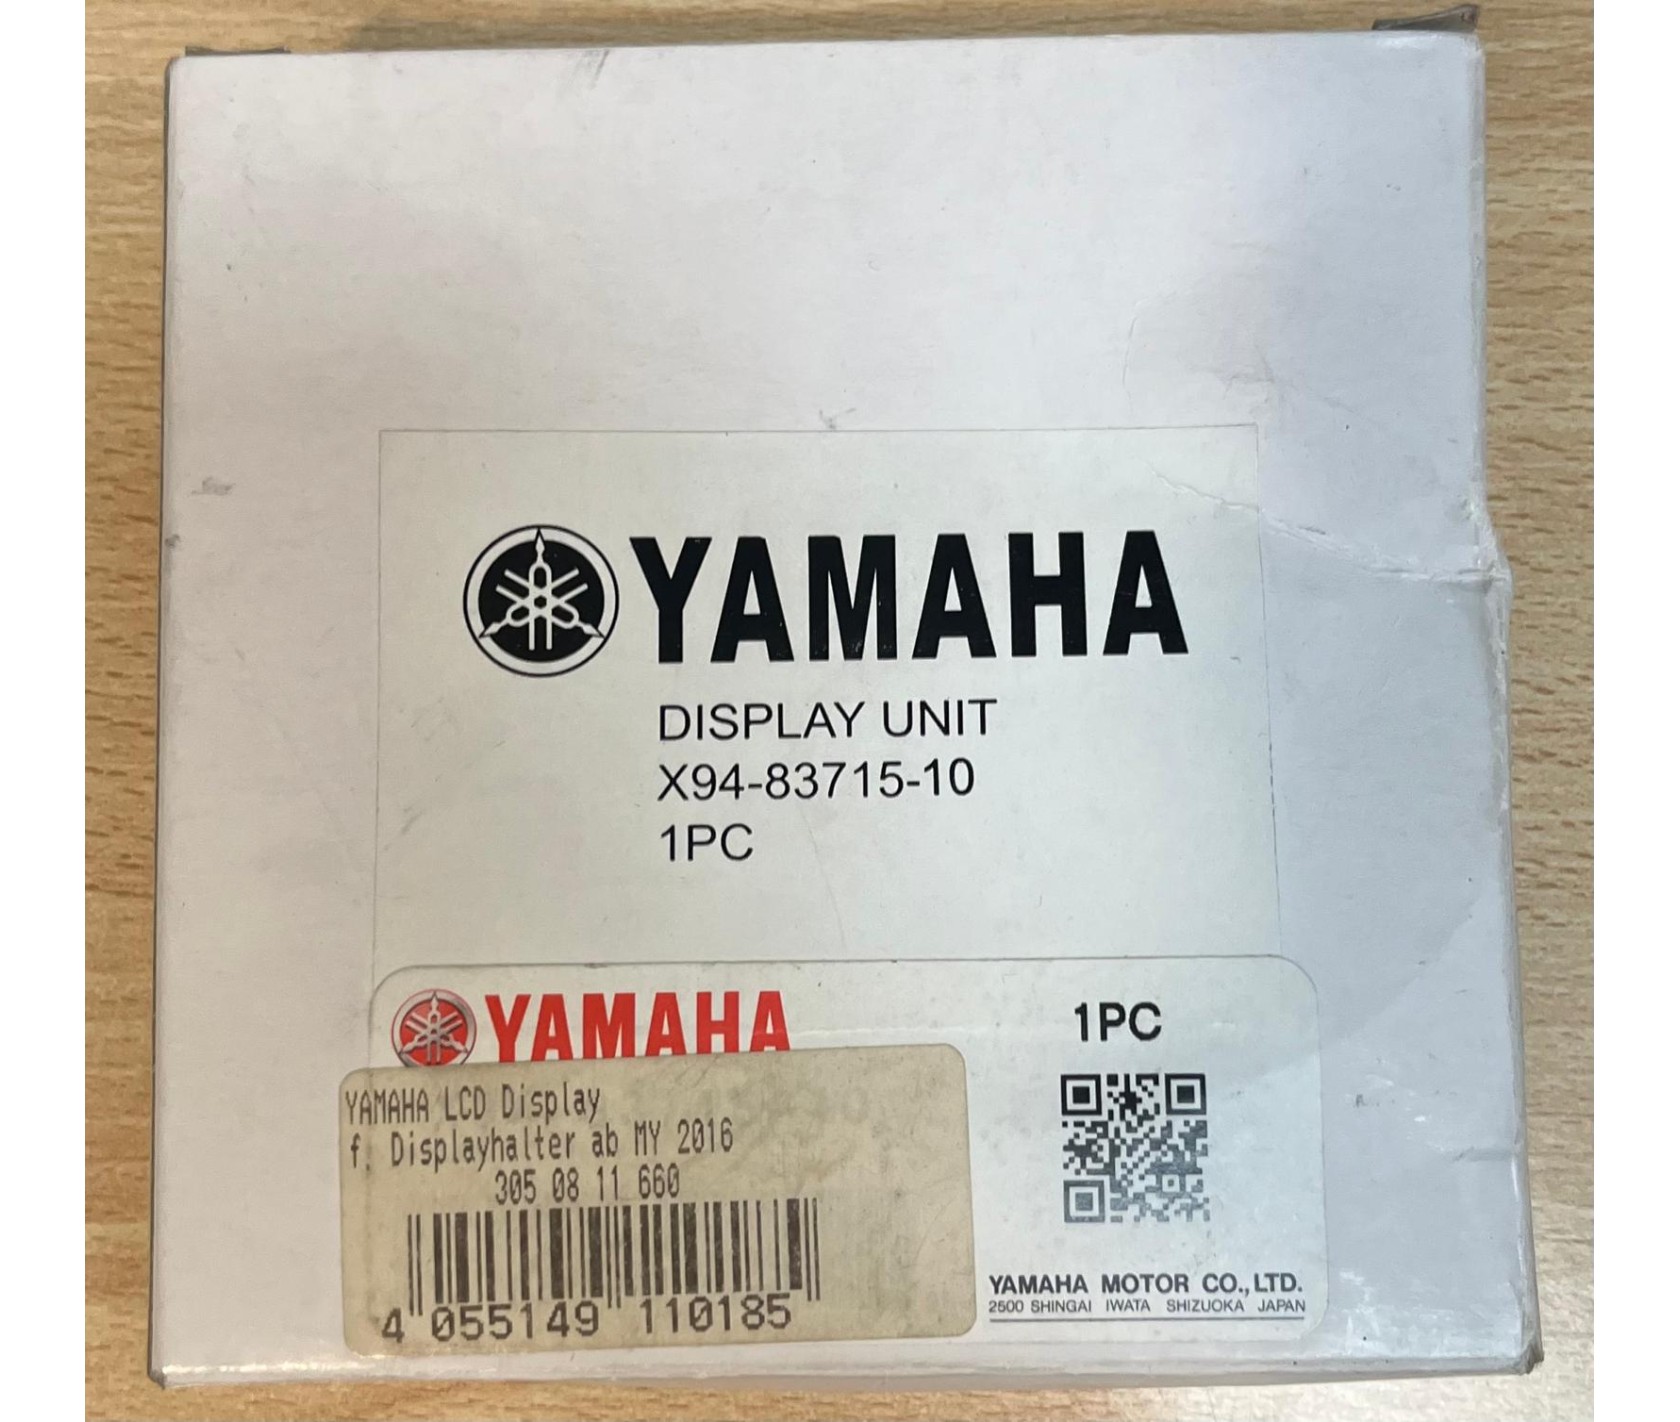 YAMAHA
DISPLAY UNIT
X94-83715-10
1PC
YAMAHA
1PC
YAMAHA LCD Display
f. Displayhalter ab MY 2016
305 08 11 660
4 055149 110185
YAMAHA MOTOR CO.,LTD.
2500 SHINGAI IWATA SHIZUOKA JAPAN